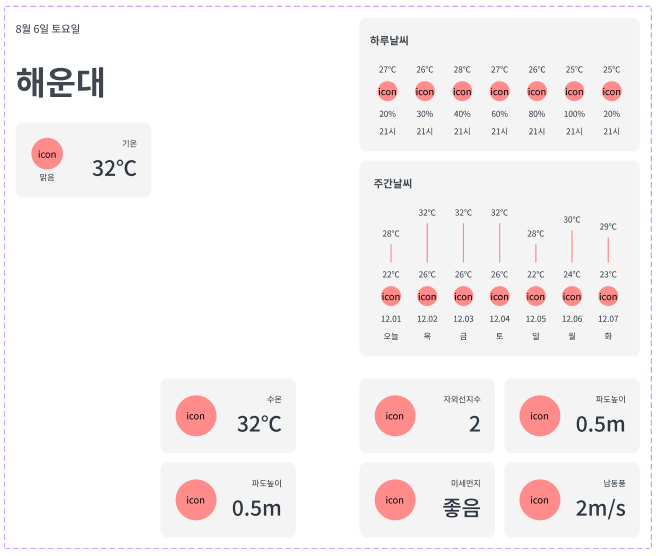 8월 6일 토요일
해운대
기온
icon
32℃
맑음
하루날씨
27℃ 26℃ 28℃ 27℃ 26℃ 25℃ 25℃
icon icon icon icon icon icon icon
20% 30% 40% 60% 80% 100% 20%
21시 21시 21시 21시 21시 21시 21시
주간날씨
28℃ 32℃ 32℃ 32℃ 28℃ 30℃ 29℃
22℃ 26℃ 26℃ 26℃ 22℃ 24℃ 23℃
icon icon icon icon icon icon icon
12.01 12.02 12.03 12.04 12.05 12.06 12.07
오늘 목 금 토 일 월 화
수온
icon 32℃
파도높이
icon 0.5m
자외선지수
icon 2
파도높이
icon 0.5m
미세먼지
icon 좋음
남동풍
icon 2m/s